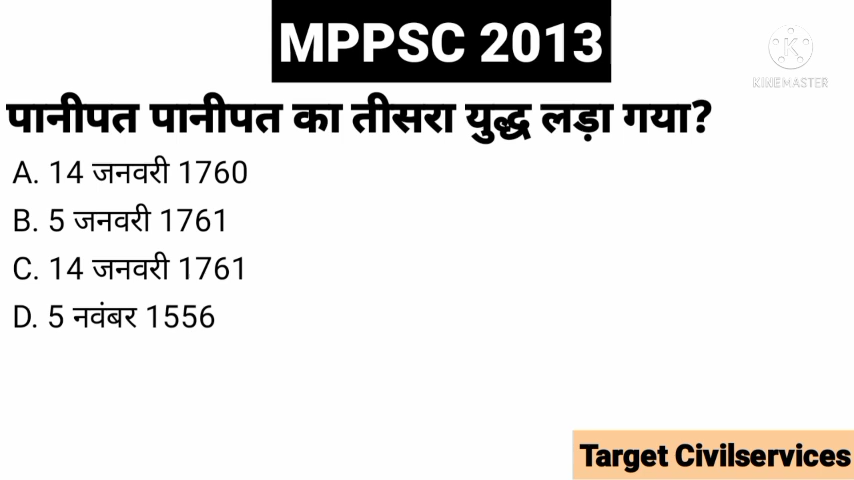 MPPSC 2013
KINEMASTER
पानीपत पानीपत का तीसरा युद्ध लड़ा गया?
A. 14 जनवरी 1760
B. 5 जनवरी 1761
C. 14 जनवरी 1761
D. 5 नवंबर 1556
Target Civilservices